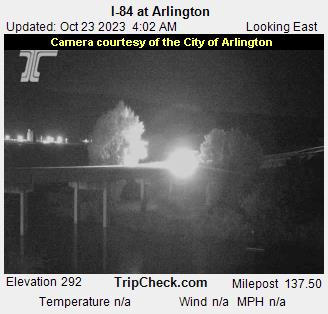 I-84 at Arlington
Updated: Oct 23 2023 4:02 AM Looking East
Camera courtesy of the City of Arlington
Elevation 292 TripCheck.com Milepost 137.50
Temperature n/a Wind n/a MPH n/a